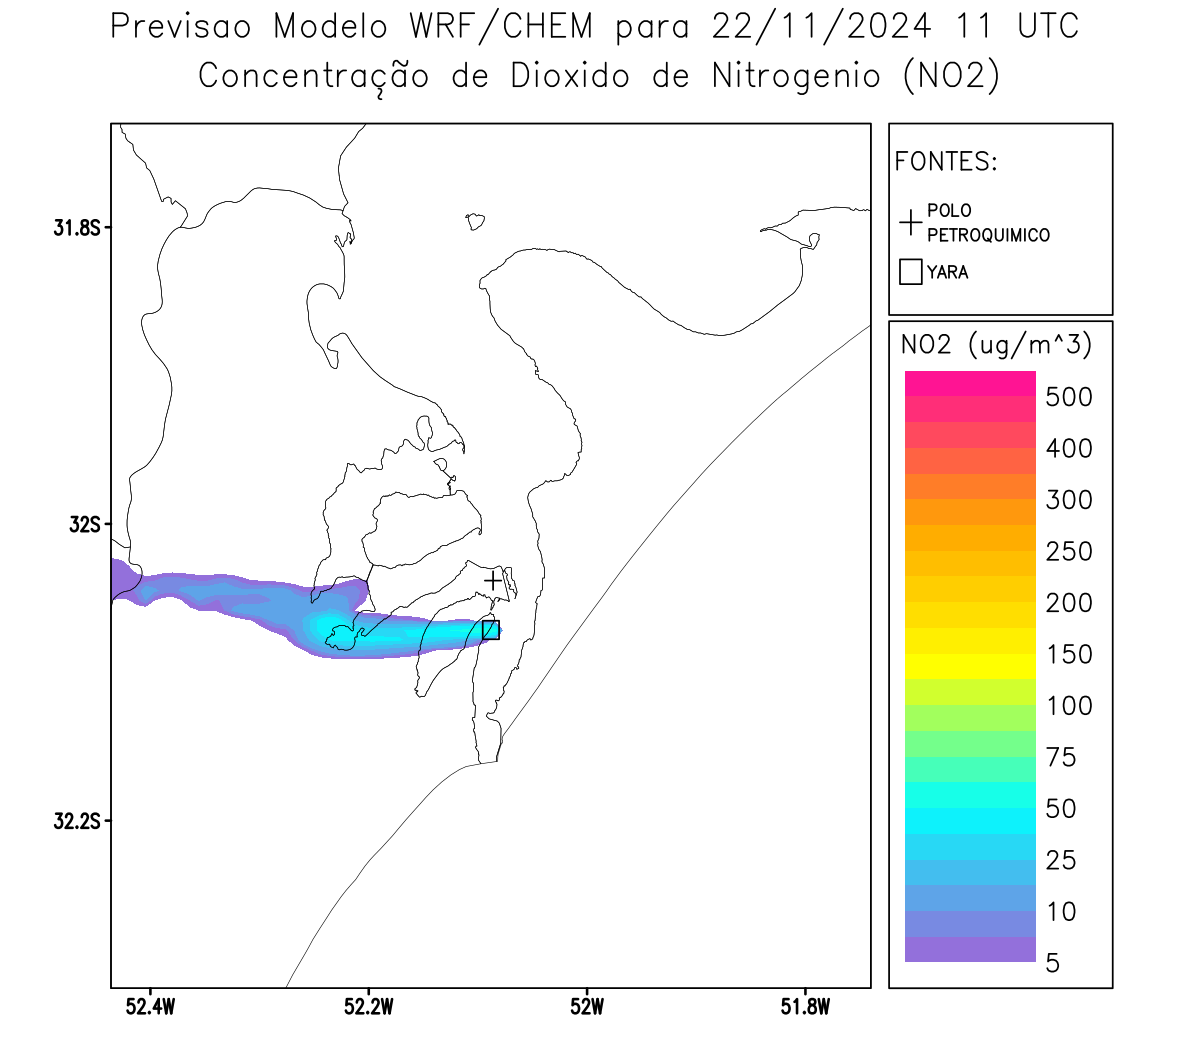 Previsao Modelo WRF/CHEM para 22/11/2024 11 UTC
Concentração de Dioxido de Nitrogenio (NO2)
FONTES:
POLO
PETROQUIMICO
YARA
NO2 (ug/m^3)
500
400
300
250
200
150
100
75
50
25
10
5
31.8S
32S
32.2S
52.4W
52.2W
52W
51.8W